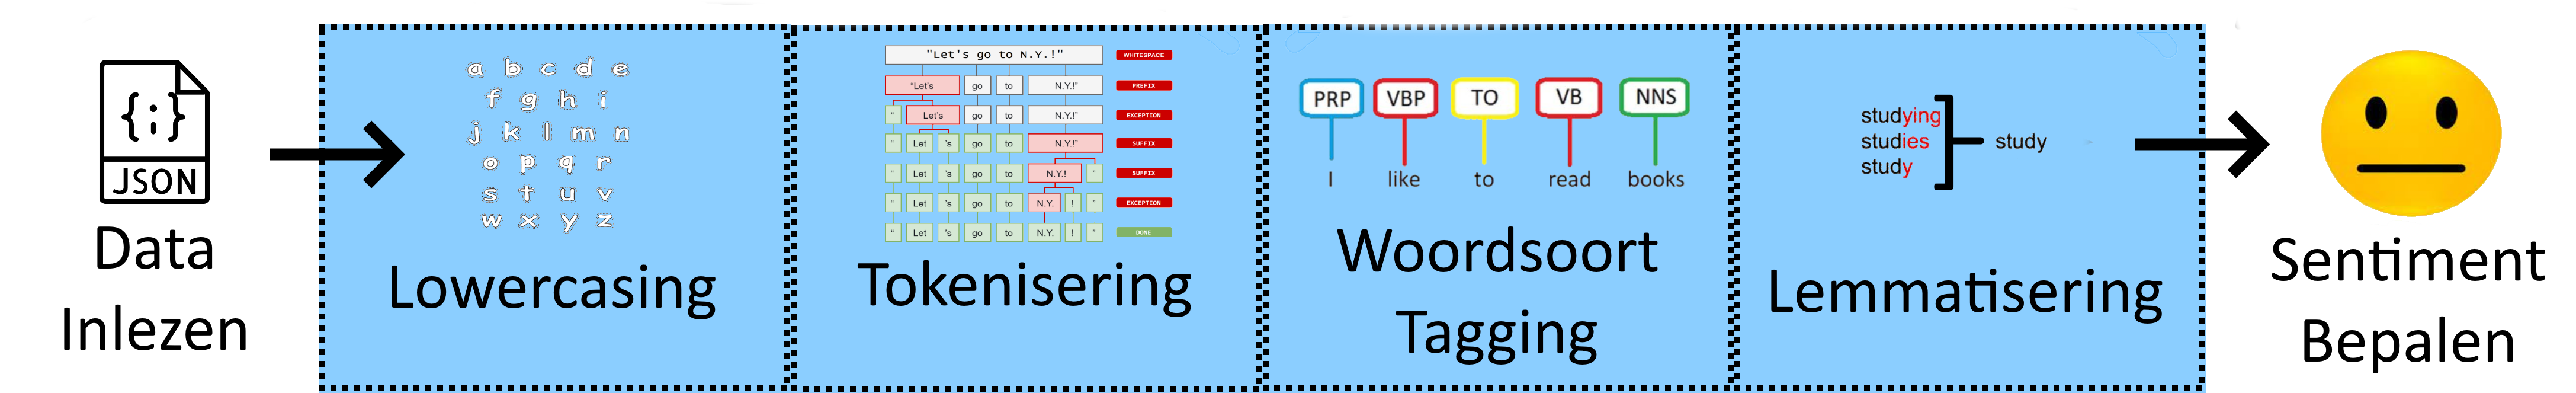 {;}
JSON
Data
Inlezen
a b c d e
f g h i
j k l m n
o p q r
s t u v
w x y z
Lowercasing
"Let's go to N.Y.!" WHITESPACE
"Let's go to N.Y.!" PREFIX
" Let's go to N.Y.!" EXCEPTION
" Let 's go to N.Y.!" SUFFIX
" Let 's go to N.Y.! " SUFFIX
" Let 's go to N.Y. ! " EXCEPTION
" Let 's go to N.Y. ! " DONE
Tokenisering
PRP VBP TO VB NNS
I like to read books
Woordsoort
Tagging
studying
studies
study
study
Lemmatisering
Sentiment
Bepalen